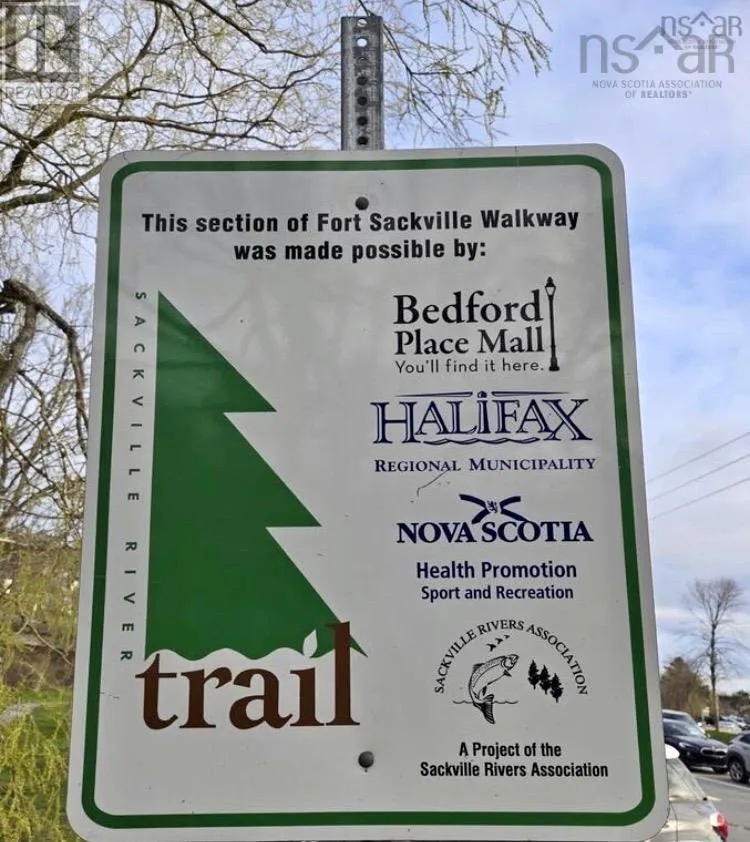 REALTOR®
nsar
NOVA SCOTIA ASSOCIATION
OF REALTORS®
This section of Fort Sackville Walkway
was made possible by:
SACKVILLE RIVER
trail
Bedford
Place Mall
You'll find it here.
HALIFAX
REGIONAL MUNICIPALITY
NOVA SCOTIA
Health Promotion
Sport and Recreation
SACKVILLE RIVERS ASSOCIATION
A Project of the
Sackville Rivers Association